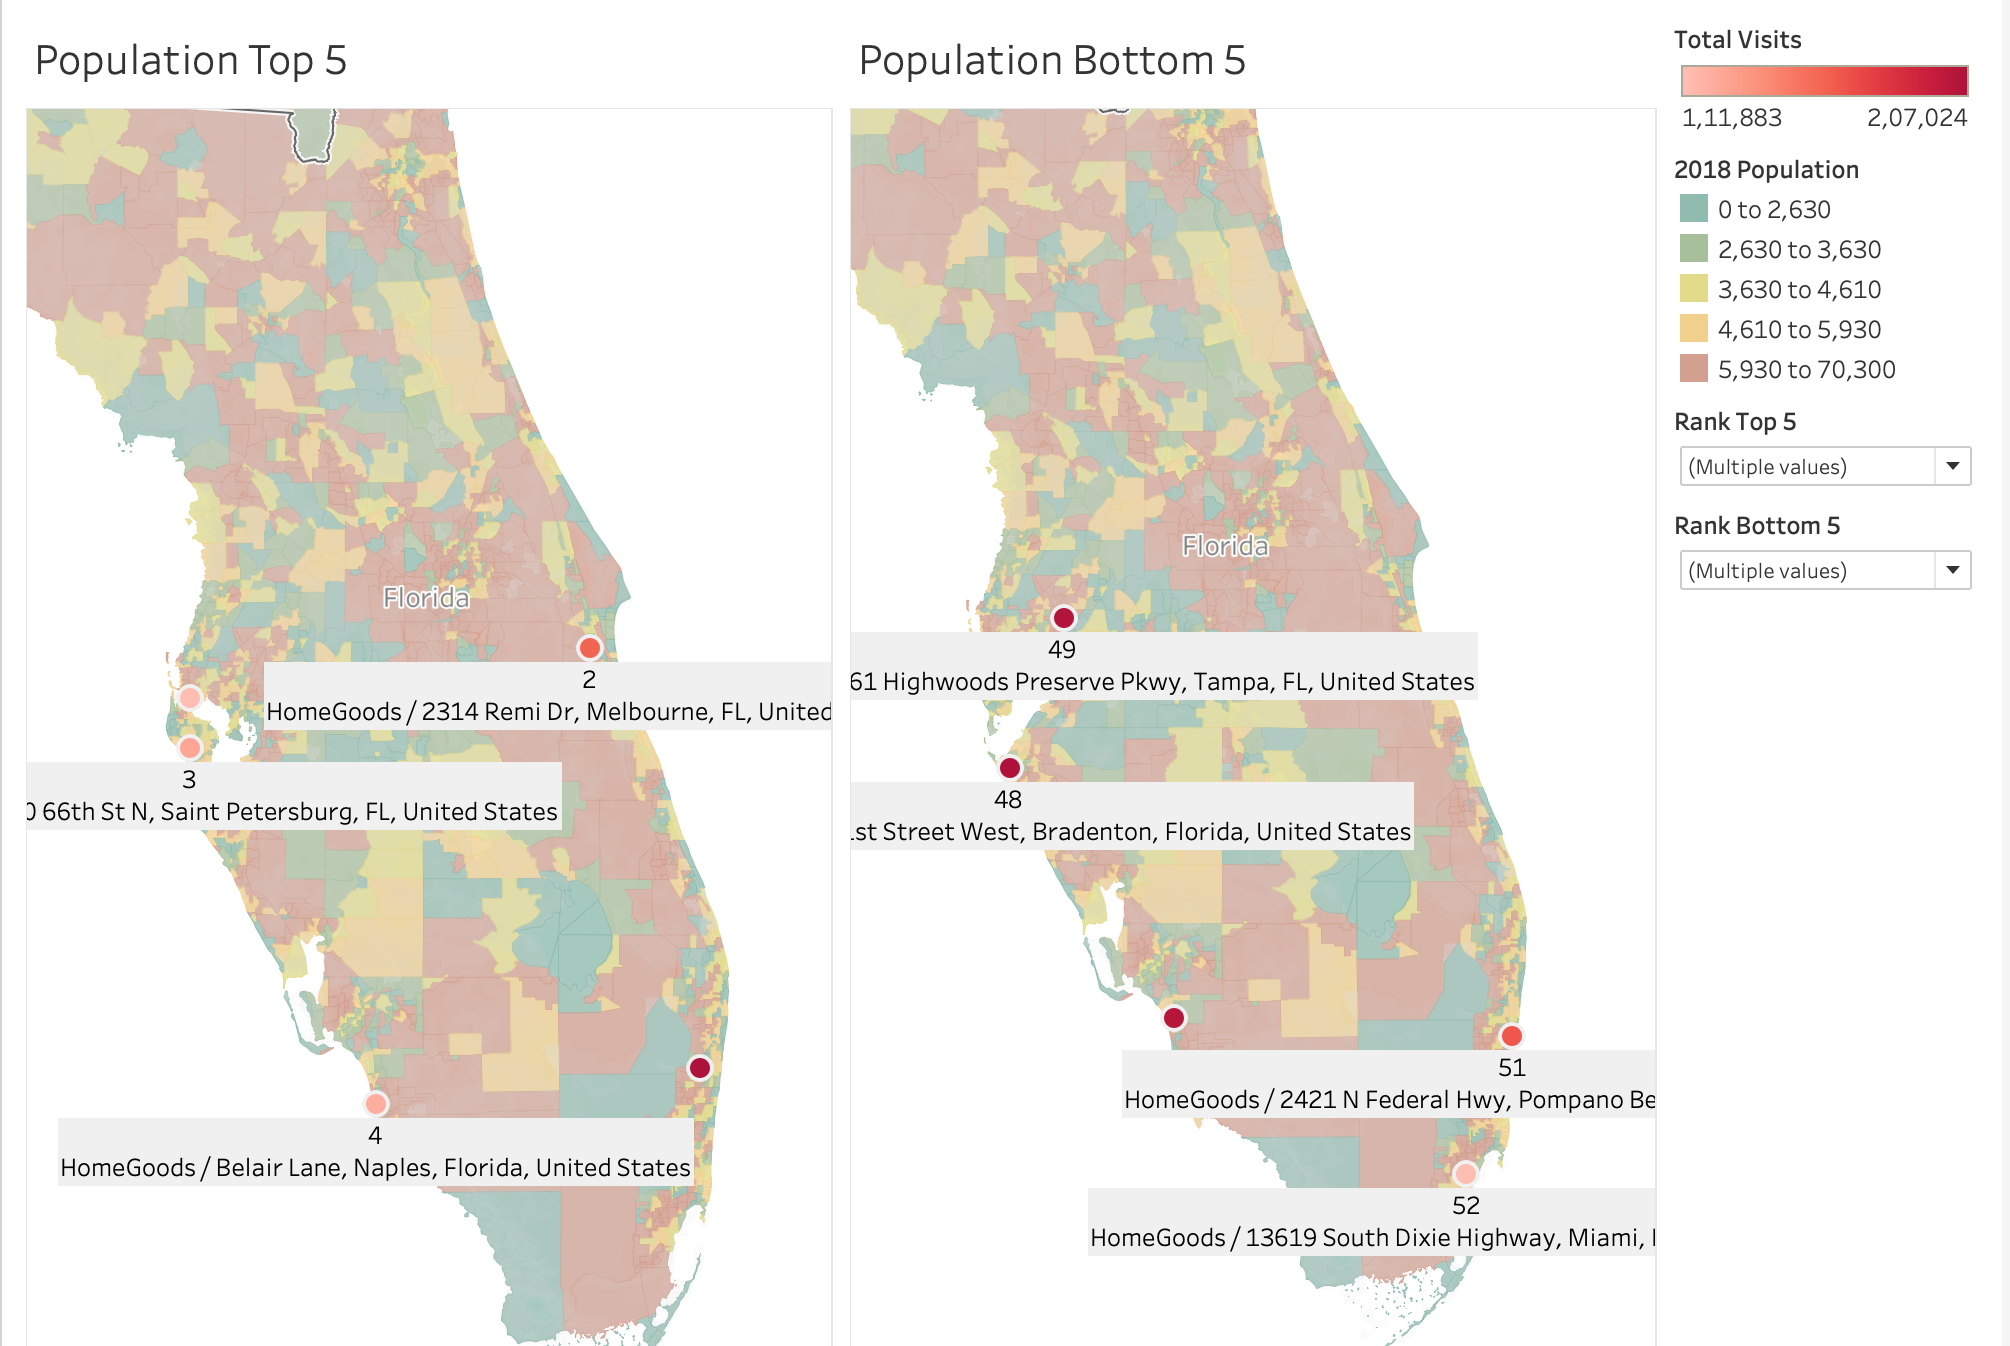 Population Top 5
Florida
2
HomeGoods / 2314 Remi Dr, Melbourne, FL, United
3
0 66th St N, Saint Petersburg, FL, United States
4
HomeGoods / Belair Lane, Naples, Florida, United States
Population Bottom 5
Florida
49
61 Highwoods Preserve Pkwy, Tampa, FL, United States
48
st Street West, Bradenton, Florida, United States
51
HomeGoods / 2421 N Federal Hwy, Pompano Be
52
HomeGoods / 13619 South Dixie Highway, Miami,
Total Visits
1,11,883 2,07,024
2018 Population
0 to 2,630
2,630 to 3,630
3,630 to 4,610
4,610 to 5,930
5,930 to 70,300
Rank Top 5
(Multiple values)
Rank Bottom 5
(Multiple values)